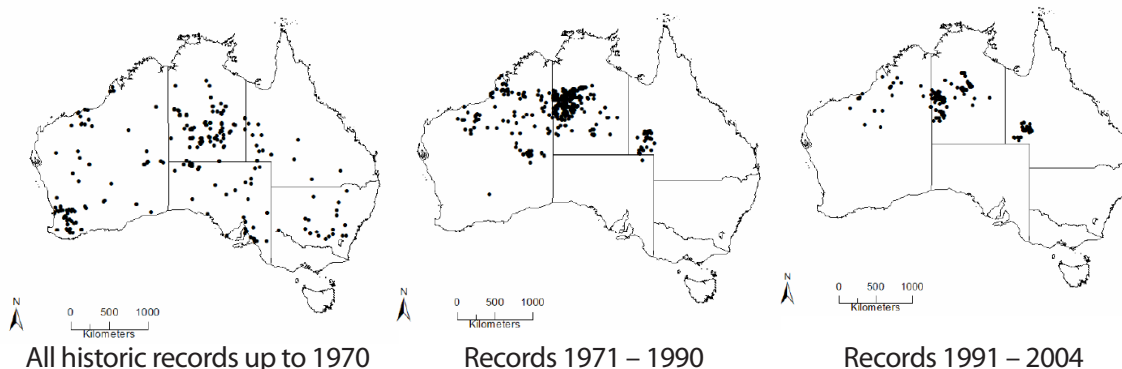 N
0 500 1000
Kilometers
All historic records up to 1970
N
0 500 1000
Kilometers
Records 1971 – 1990
N
0 500 1000
Kilometers
Records 1991 – 2004